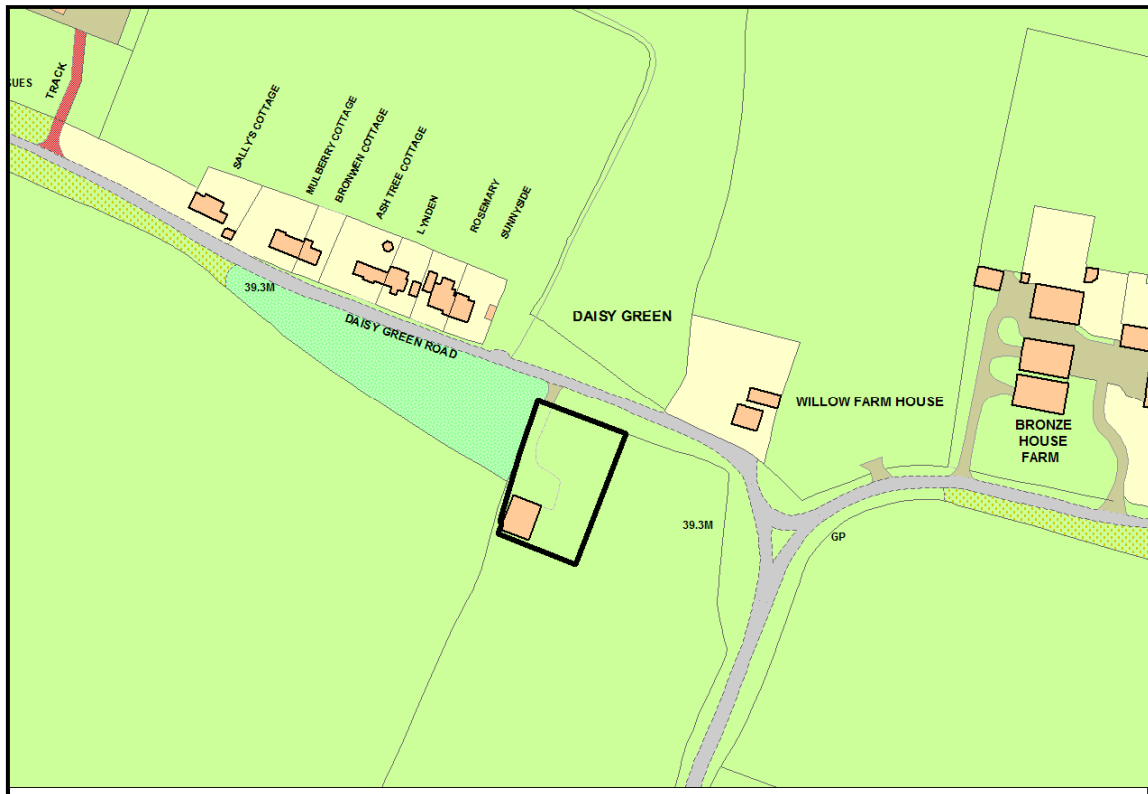 GUES
TRACK
SALLY'S COTTAGE
MULBERRY COTTAGE
BRONWEN COTTAGE
ASH TREE COTTAGE
LYNDEN
ROSEMARY
SUNNYSIDE
39.3M
DAISY GREEN ROAD
DAISY GREEN
WILLOW FARM HOUSE
BRONZE
HOUSE
FARM
39.3M
GP